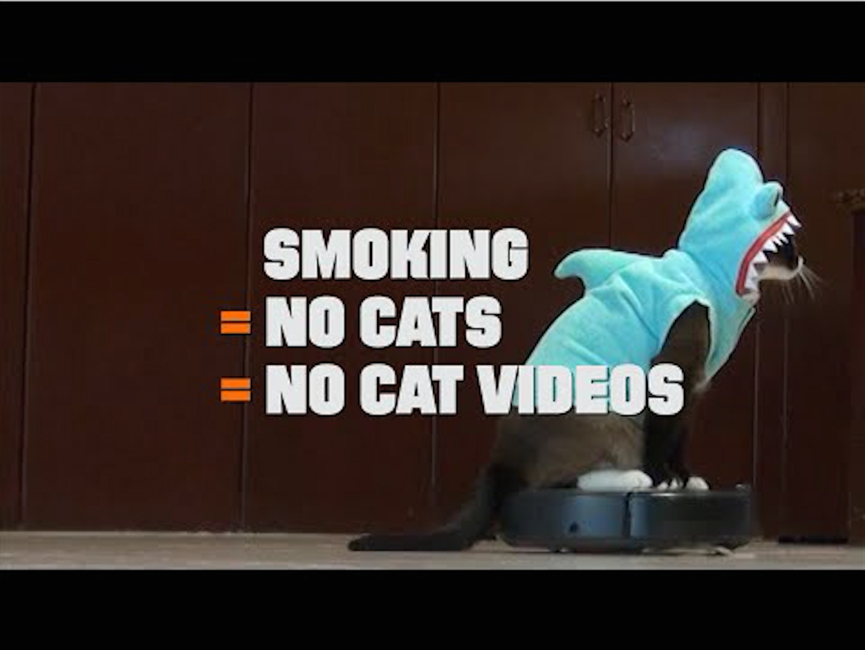 SMOKING
= NO CATS
= NO CAT VIDEOS